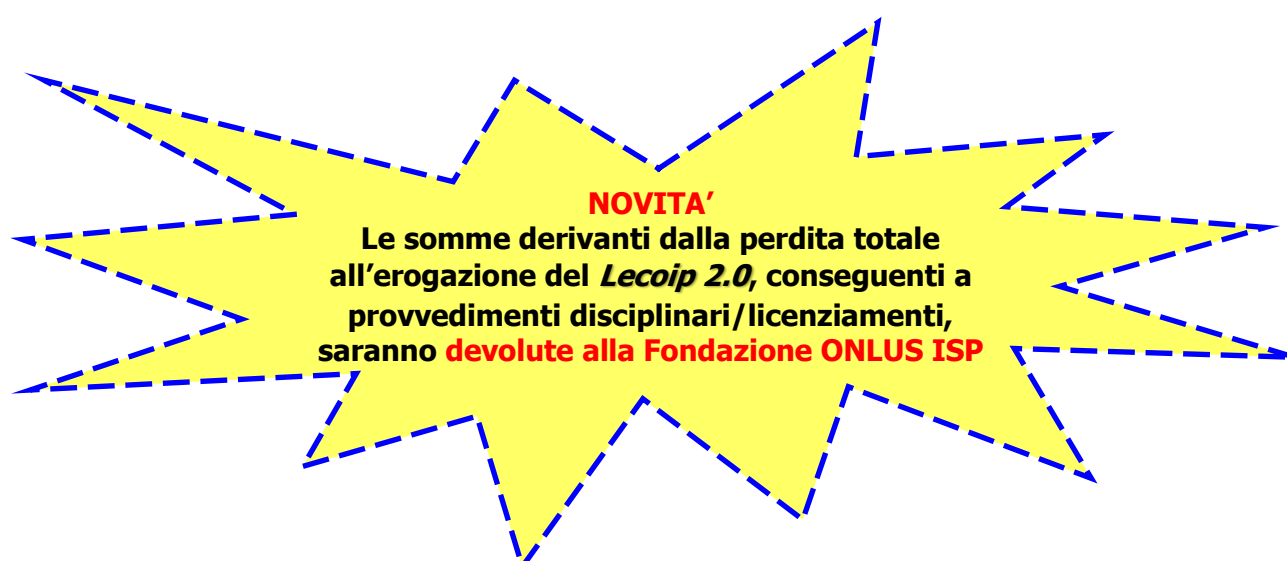 NOVITA’
Le somme derivanti dalla perdita totale
all’erogazione del Lecoip 2.0, conseguenti a
provvedimenti disciplinari/licenziamenti,
saranno devolute alla Fondazione ONLUS ISP